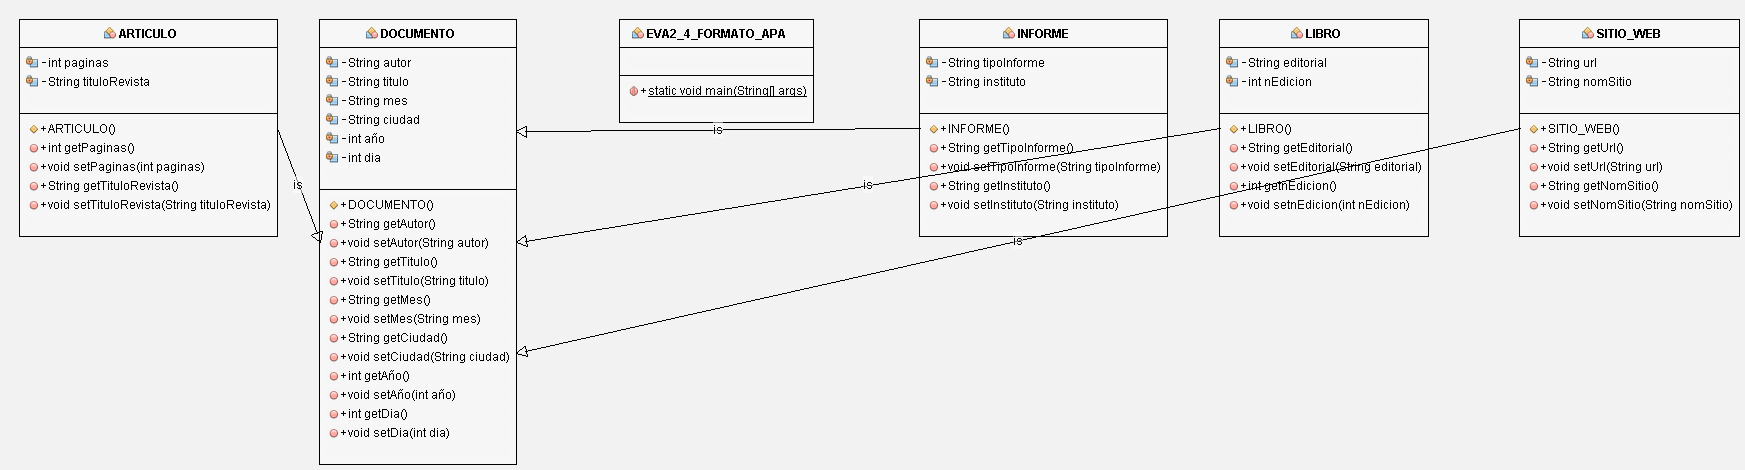 ARTICULO
- int paginas
- String tituloRevista
+ ARTICULO()
+ int getPaginas()
+ void setPaginas(int paginas)
+ String getTituloRevista()
+ void setTituloRevista(String tituloRevista)
is
DOCUMENTO
- String autor
- String titulo
- String mes
- String ciudad
- int año
- int dia
+ DOCUMENTO()
+ String getAutor()
+ void setAutor(String autor)
+ String getTitulo()
+ void setTitulo(String titulo)
+ String getMes()
+ void setMes(String mes)
+ String getCiudad()
+ void setCiudad(String ciudad)
+ int getAño()
+ void setAño(int año)
+ int getDia()
+ void setDia(int dia)
EVA2_4_FORMATO_APA
+ static void main(String[] args)
is
is
is
INFORME
- String tipoInforme
- String instituto
+ INFORME()
+ String getTipoInforme()
+ void setTipoInforme(String tipoInforme)
+ String getInstituto()
+ void setInstituto(String instituto)
LIBRO
- String editorial
- int nEdicion
+ LIBRO()
+ String getEditorial()
+ void setEditorial(String editorial)
+ int getnEdicion()
+ void setnEdicion(int nEdicion)
SITIO_WEB
- String url
- String nomSitio
+ SITIO_WEB()
+ String getUrl()
+ void setUrl(String url)
+ String getNomSitio()
+ void setNomSitio(String nomSitio)